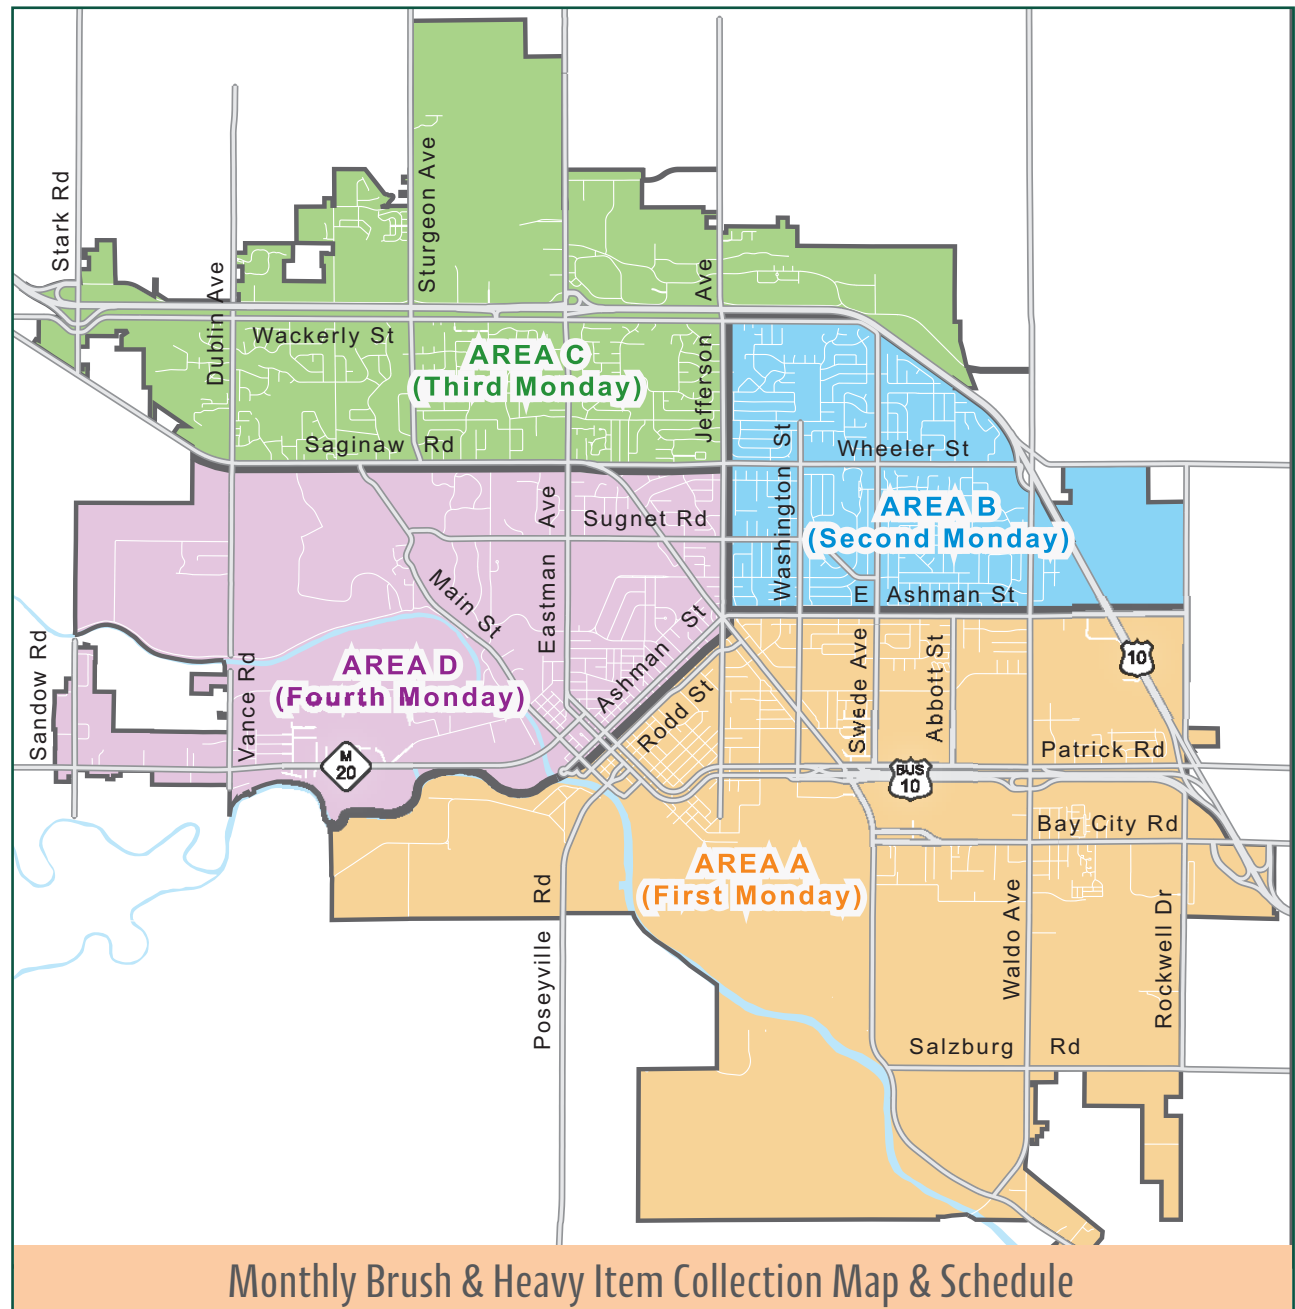 Stark Rd
Sturgeon Ave
Dublin Ave
Jefferson Ave
Wackerly St
AREA C
(Third Monday)
Saginaw Rd
Washington St
Wheeler St
AREA B
(Second Monday)
Eastman Ave
Sugnet Rd
Main St
E Ashman St
Ashman St
Rodd St
Sandow Rd
Vance Rd
AREA D
(Fourth Monday)
Swede Ave
Abbott St
10
Patrick Rd
M
20
BUS
10
Bay City Rd
AREA A
(First Monday)
Poseyville Rd
Waldo Ave
Rockwell Dr
Salzburg Rd
Monthly Brush & Heavy Item Collection Map & Schedule